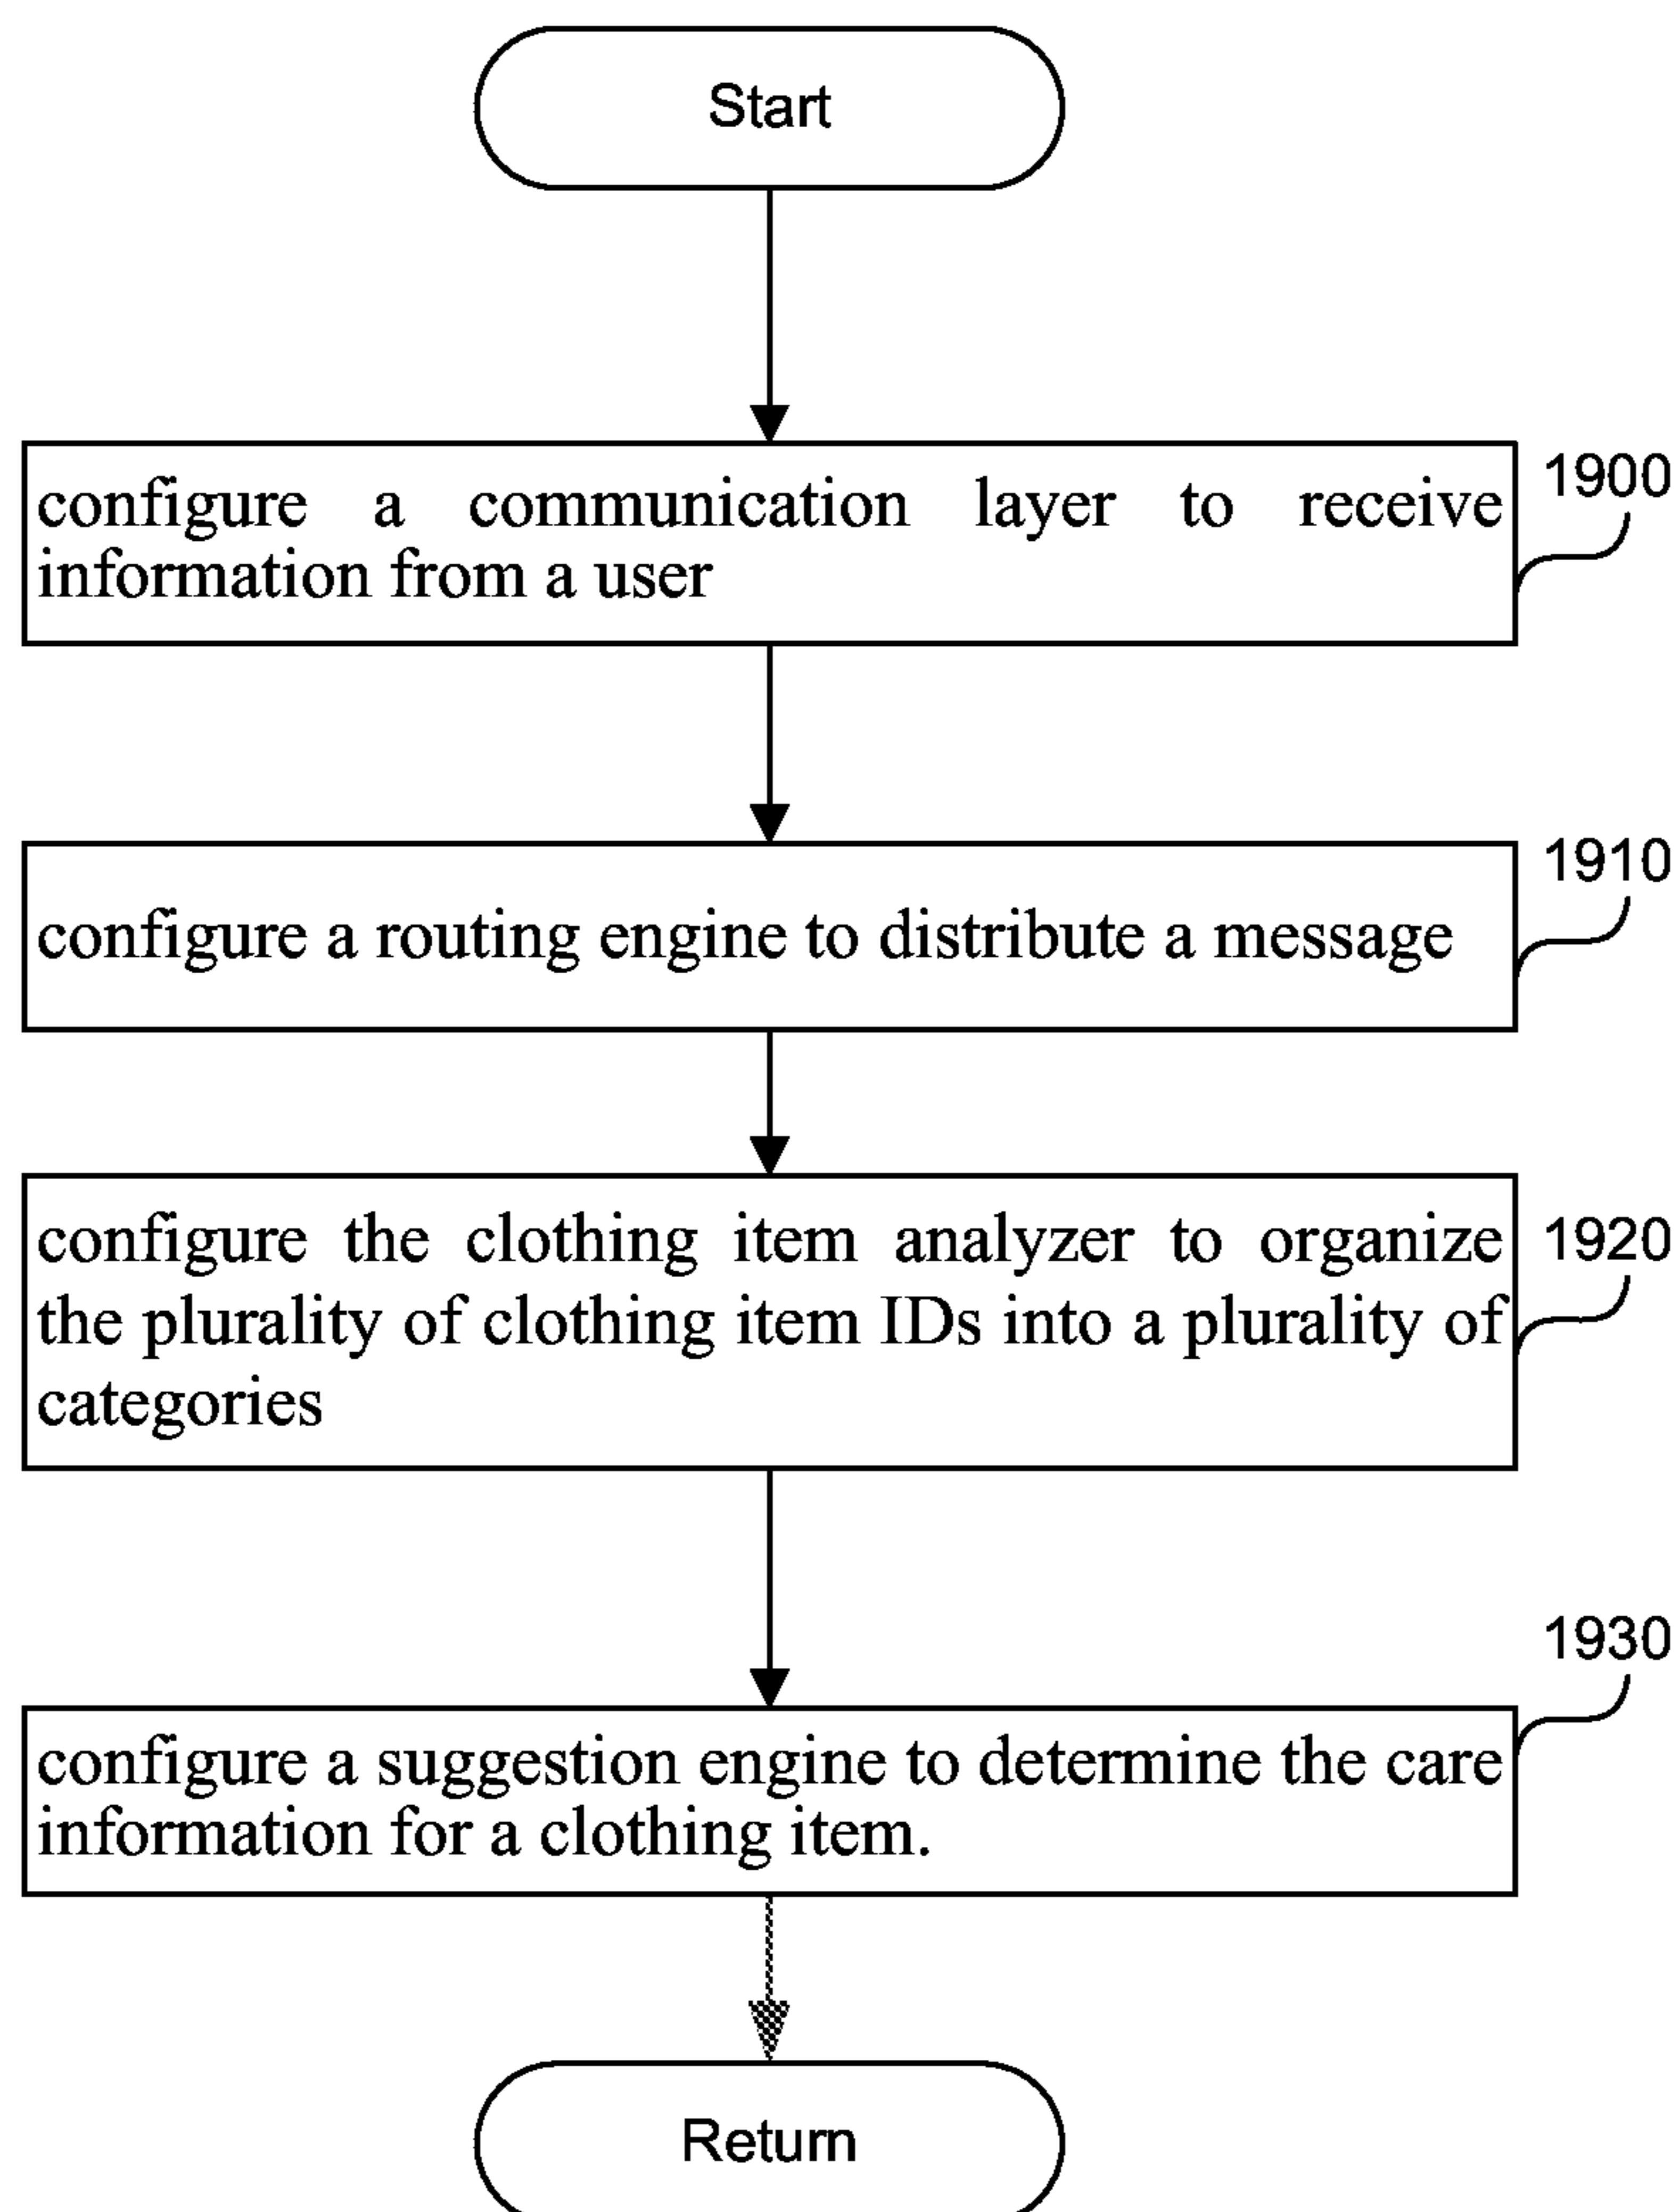 Start
configure a communication layer to receive
information from a user
1900
configure a routing engine to distribute a message
1910
configure the clothing item analyzer to organize
the plurality of clothing item IDs into a plurality of
categories
1920
configure a suggestion engine to determine the care
information for a clothing item.
1930
Return